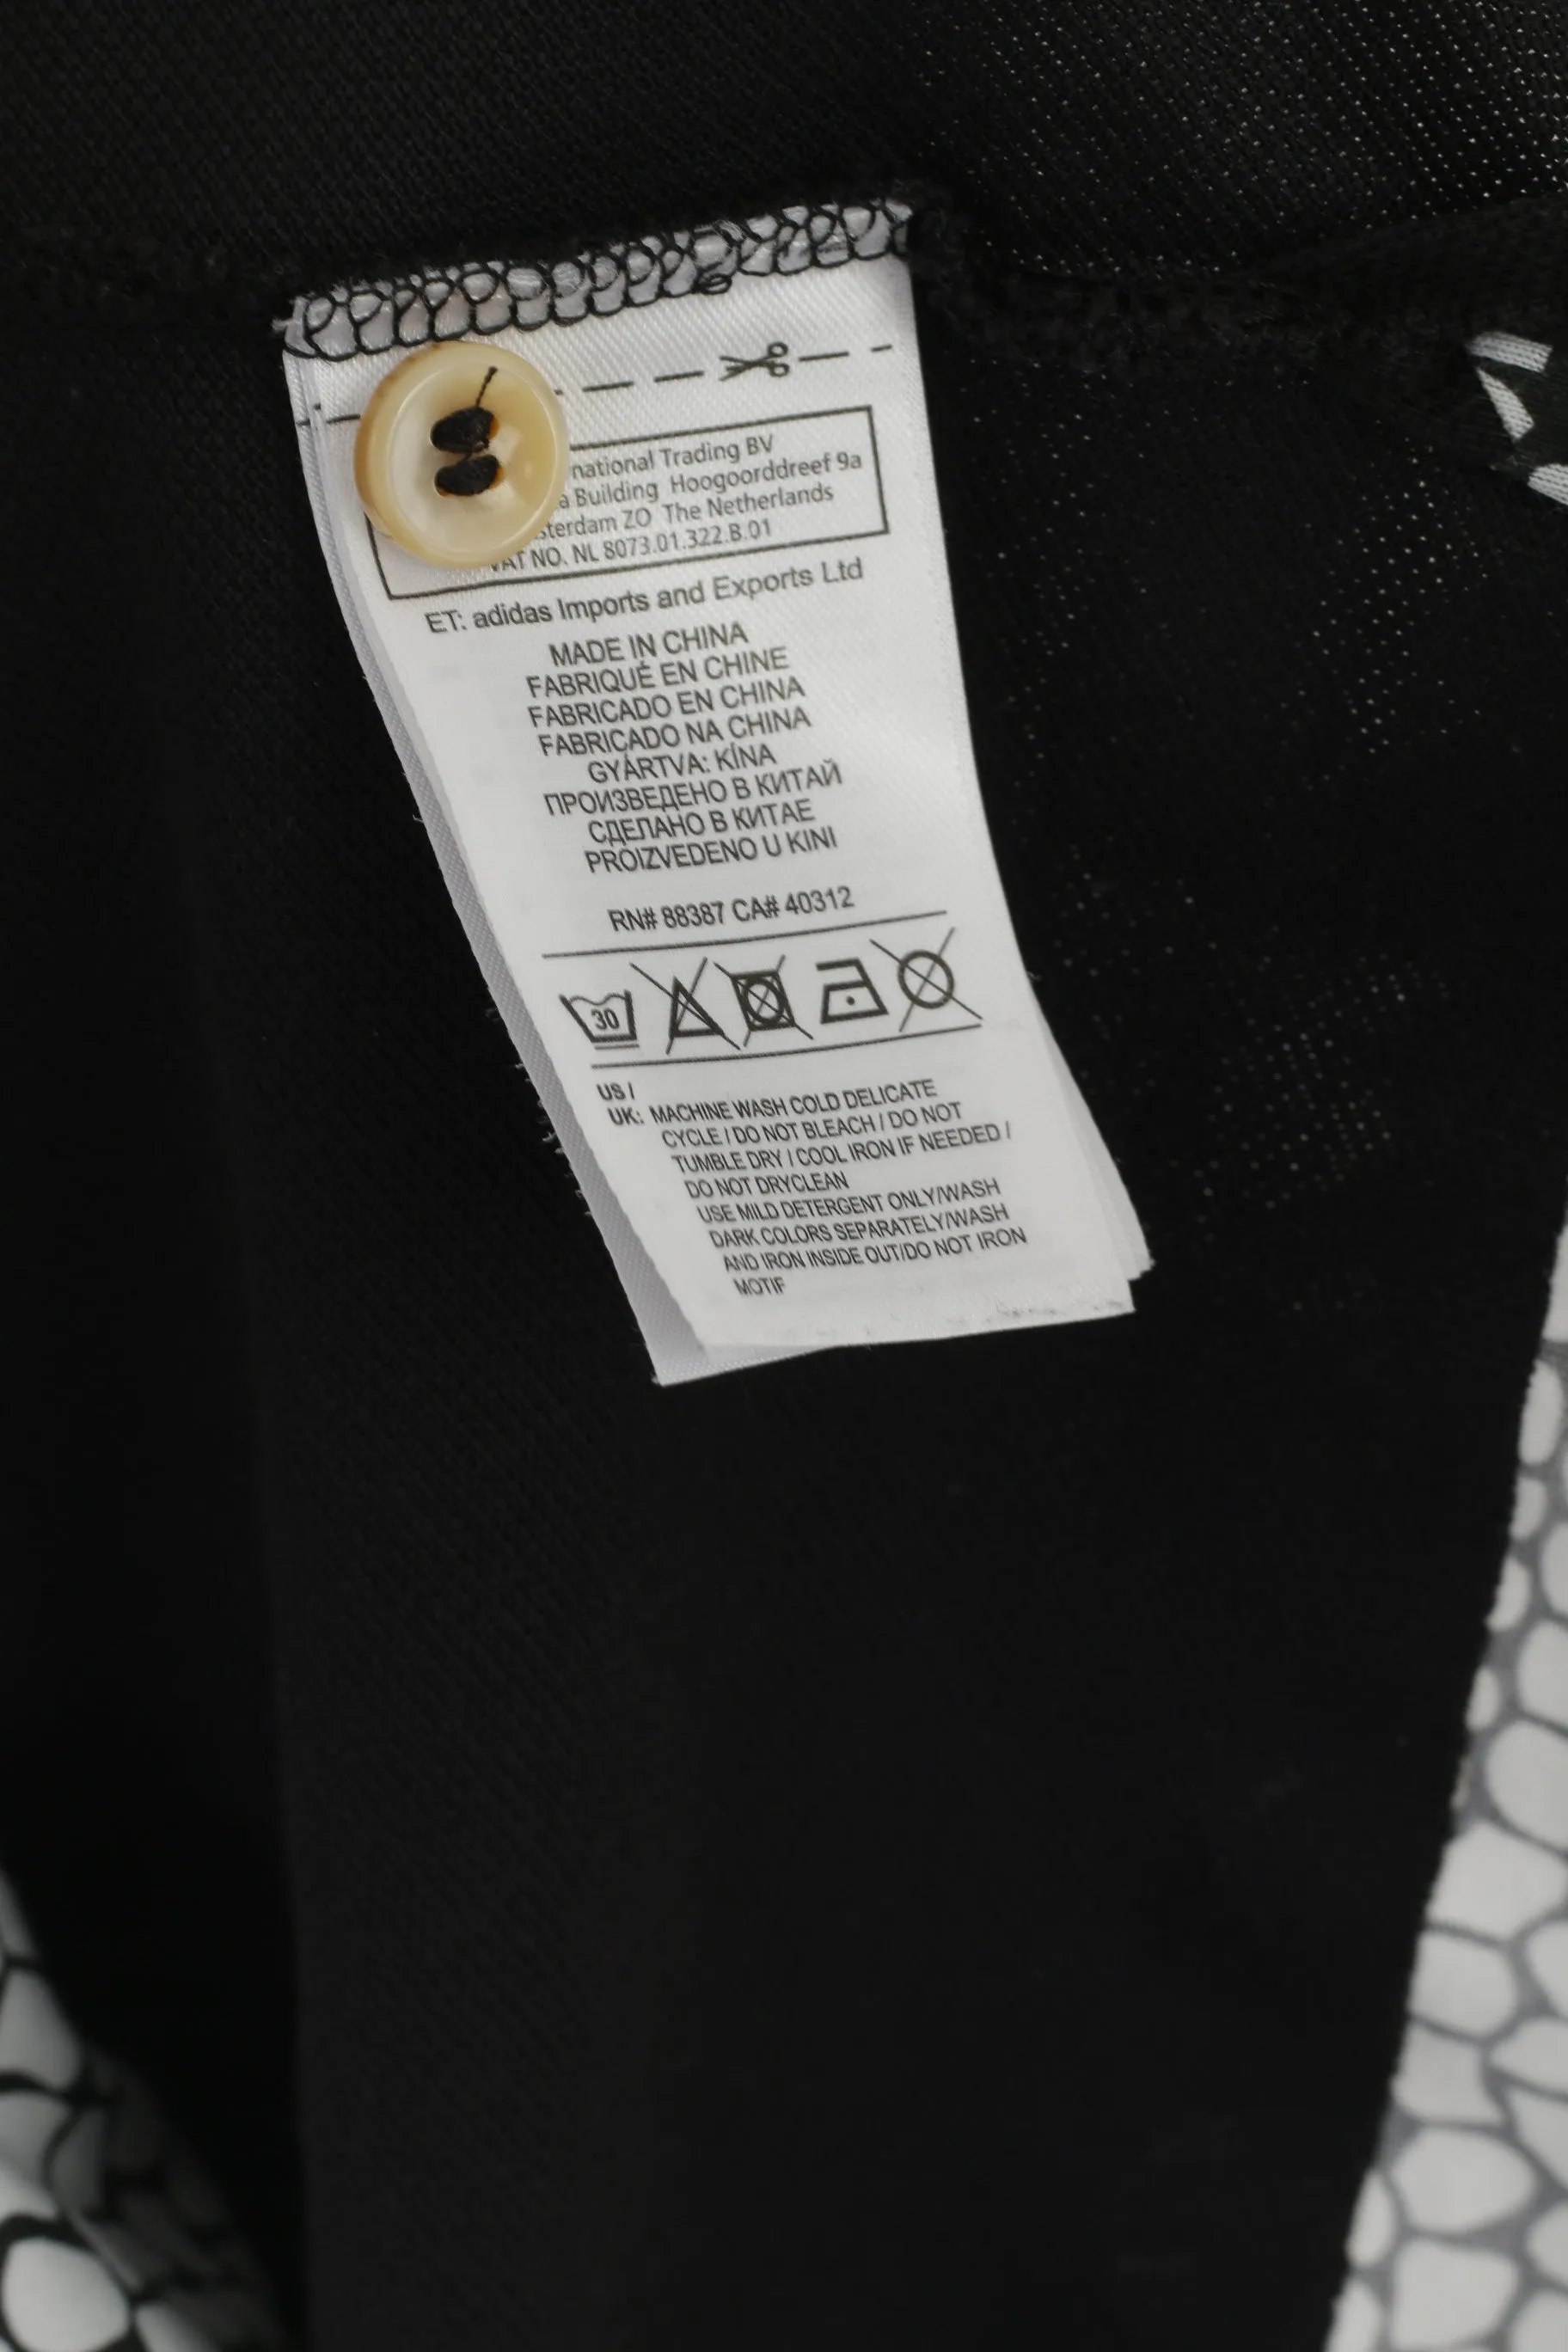 Trading BV
Building Hoogoorddreef 9a
ZO The Netherlands
VAT NO. NL 8073.01.322.B.01
ET: adidas Imports and Exports Ltd
MADE IN CHINA
FABRIQUÉ EN CHINE
FABRICADO EN CHINA
FABRICADO NA CHINA
GYÁRTVA: KÍNA
ПРОИЗВЕДЕНО В КИТАЙ
СДЕЛАНО В КИТАЕ
PROIZVEDENO U KINI
RN# 88387 CA# 40312
30
US /
UK: MACHINE WASH COLD DELICATE
CYCLE / DO NOT BLEACH / DO NOT
TUMBLE DRY / COOL IRON IF NEEDED /
DO NOT DRYCLEAN
USE MILD DETERGENT ONLY/WASH
DARK COLORS SEPARATELY/WASH
AND IRON INSIDE OUT/DO NOT IRON
MOTIF